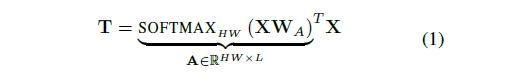 T = SOFTMAX_{HW} (XW_A)^T X (1)
A∈ℝ^{HW×L}